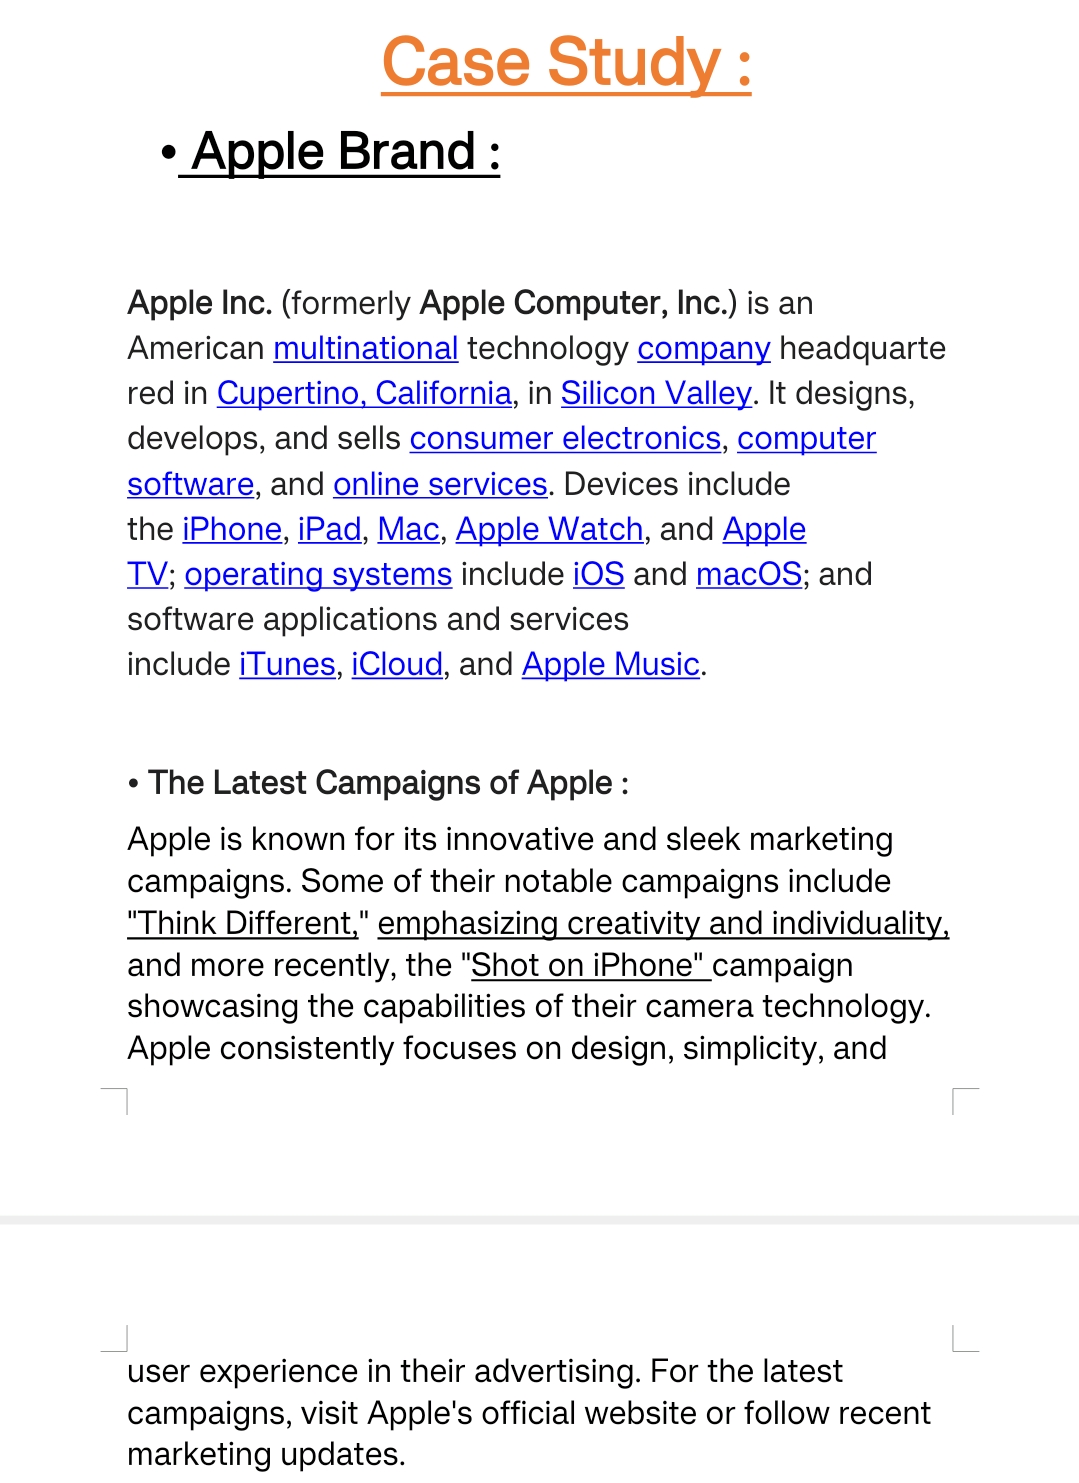 Case Study :
• Apple Brand :
Apple Inc. (formerly Apple Computer, Inc.) is an
American multinational technology company headquarte
red in Cupertino, California, in Silicon Valley. It designs,
develops, and sells consumer electronics, computer
software, and online services. Devices include
the iPhone, iPad, Mac, Apple Watch, and Apple
TV; operating systems include iOS and macOS; and
software applications and services
include iTunes, iCloud, and Apple Music.
• The Latest Campaigns of Apple :
Apple is known for its innovative and sleek marketing
campaigns. Some of their notable campaigns include
"Think Different," emphasizing creativity and individuality,
and more recently, the "Shot on iPhone" campaign
showcasing the capabilities of their camera technology.
Apple consistently focuses on design, simplicity, and
user experience in their advertising. For the latest
campaigns, visit Apple's official website or follow recent
marketing updates.